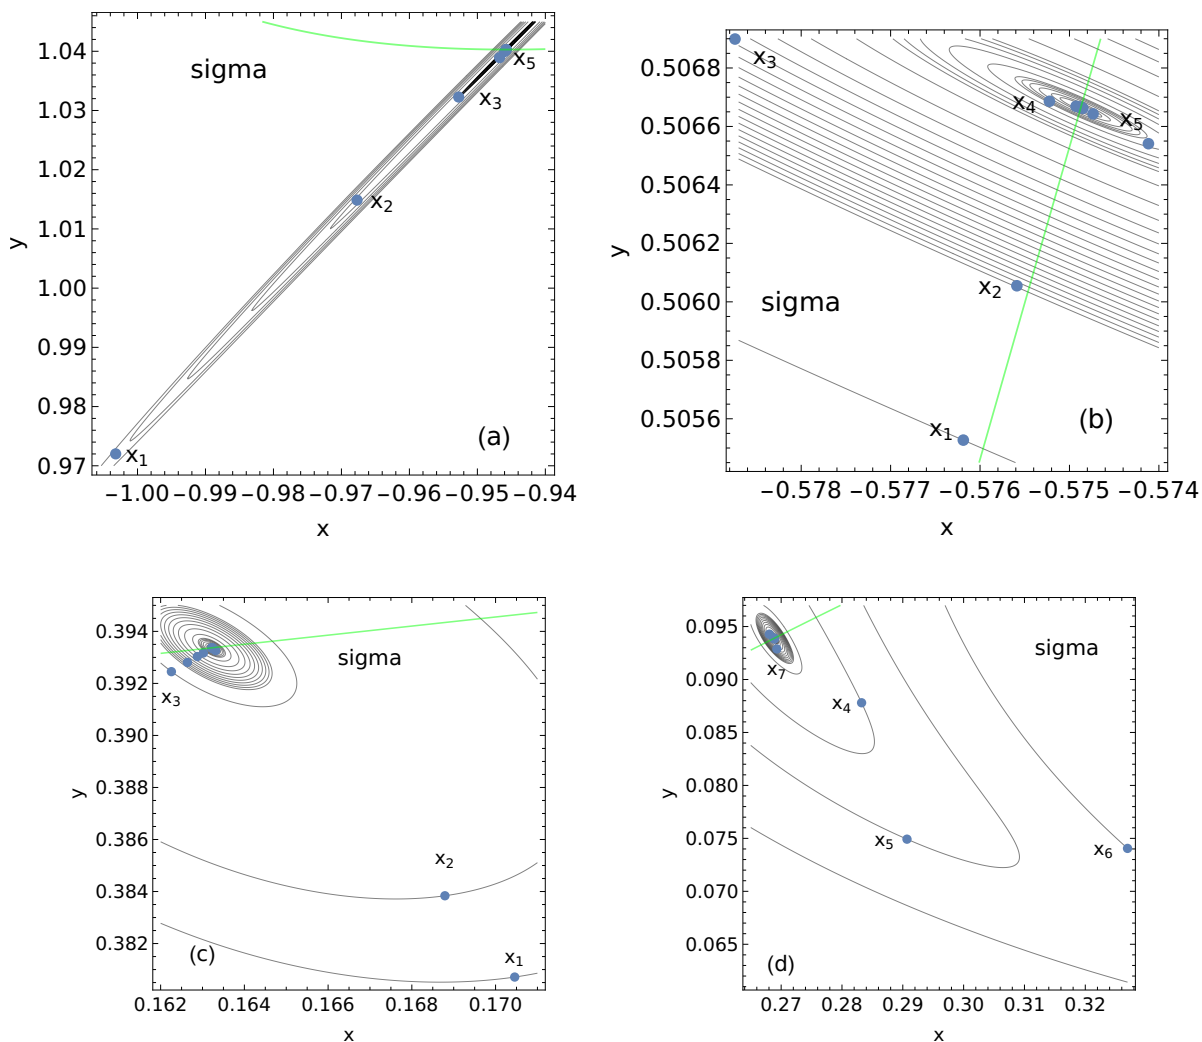 sigma
x5
x3
x2
x1
(a)
1.04
1.03
1.02
1.01
1.00
0.99
0.98
0.97
y
−1.00 −0.99 −0.98 −0.97 −0.96 −0.95 −0.94
x
x3
x4
x5
x2
sigma
x1
(b)
0.5068
0.5066
0.5064
0.5062
0.5060
0.5058
0.5056
y
−0.578 −0.577 −0.576 −0.575 −0.574
x
sigma
x3
x2
x1
(c)
0.394
0.392
0.390
0.388
0.386
0.384
0.382
y
0.162 0.164 0.166 0.168 0.170
x
sigma
x7
x4
x5
x6
(d)
0.095
0.090
0.085
0.080
0.075
0.070
0.065
y
0.27 0.28 0.29 0.30 0.31 0.32
x